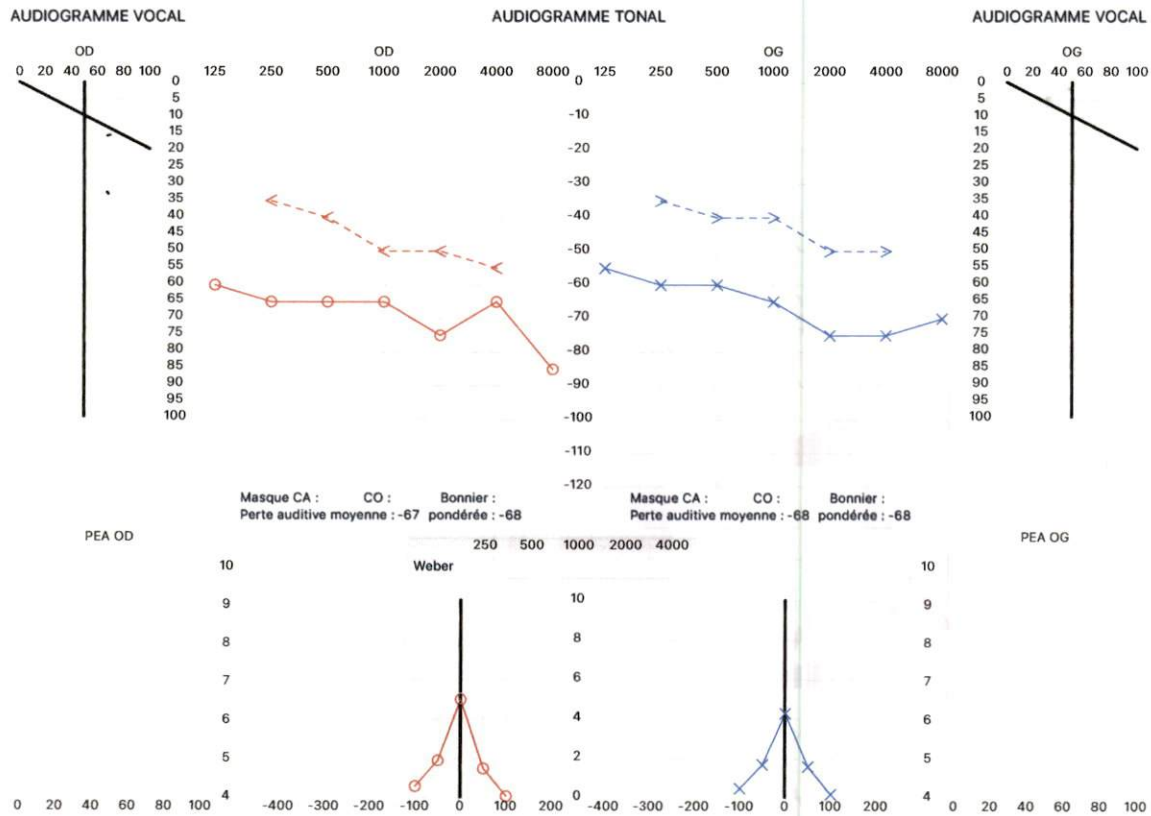 AUDIOGRAMME VOCAL AUDIOGRAMME TONAL AUDIOGRAMME VOCAL
OD OD OG OG
0 20 40 60 80 100 125 250 500 1000 2000 4000 8000 125 250 500 1000 2000 4000 8000 0 20 40 60 80 100
0 0 0
5 5
10 -10 10
15 15
20 -20 20
25 25
30 -30 30
35 35
40 -40 40
45 45
50 -50 50
55 55
60 -60 60
65 65
70 -70 70
75 75
80 -80 80
85 85
90 -90 90
95 95
100 -100 100
-110
-120
Masque CA : CO : Bonnier : Masque CA : CO : Bonnier :
Perte auditive moyenne : -67 pondérée : -68 Perte auditive moyenne : -68 pondérée : -68
PEA OD PEA OG
250 500 1000 2000 4000
10 Weber 10
10
9 9
8
8 8
7 6 7
6 4 6
5 2 5
4 0 4
0 20 40 60 80 100 -400 -300 -200 -100 0 100 200 -400 -300 -200 -100 0 100 200 0 20 40 60 80 100